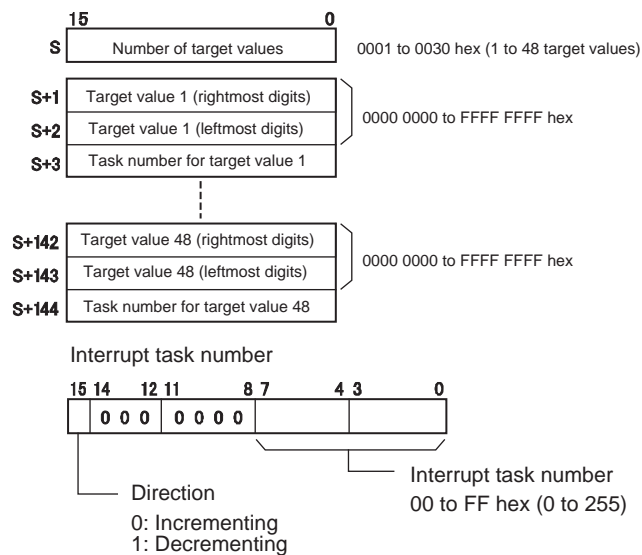 15 0
S Number of target values 0001 to 0030 hex (1 to 48 target values)
S+1 Target value 1 (rightmost digits)
0000 0000 to FFFF FFFF hex
S+2 Target value 1 (leftmost digits)
S+3 Task number for target value 1
S+142 Target value 48 (rightmost digits)
0000 0000 to FFFF FFFF hex
S+143 Target value 48 (leftmost digits)
S+144 Task number for target value 48
Interrupt task number
15 14 12 11 8 7 4 3 0
0 0 0 0 0 0 0
Interrupt task number
00 to FF hex (0 to 255)
Direction
0: Incrementing
1: Decrementing